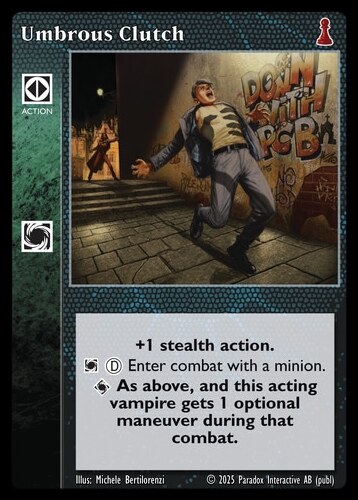 Umbrous Clutch
ACTION
DOWN
WITH
PCB
+1 stealth action.
D Enter combat with a minion.
As above, and this acting
vampire gets 1 optional
maneuver during that
combat.
Illus: Michele Bertilorenzi © 2025 Paradox Interactive AB (publ)